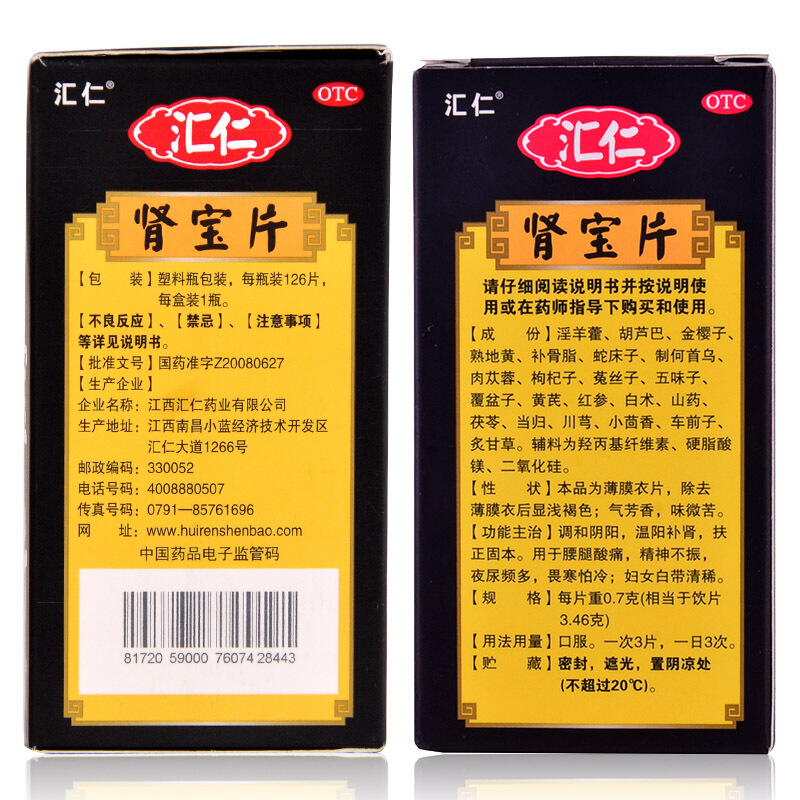 汇仁®
OTC
汇仁
肾宝片
【包 装】塑料瓶包装，每瓶装126片，
每盒装1瓶。
【不良反应】、【禁忌】、【注意事项】
等详见说明书。
【批准文号】国药准字Z20080627
【生产企业】
企业名称：江西汇仁药业有限公司
生产地址：江西南昌小蓝经济技术开发区
汇仁大道1266号
邮政编码：330052
电话号码：4008880507
传真号码：0791—85761696
网 址：www.huirenshenbao.com
中国药品电子监管码
81720 59000 76074 28443
汇仁®
OTC
汇仁
肾宝片
请仔细阅读说明书并按说明使
用或在药师指导下购买和使用。
【成 份】淫羊藿、胡芦巴、金樱子、
熟地黄、补骨脂、蛇床子、制何首乌、
肉苁蓉、枸杞子、菟丝子、五味子、
覆盆子、黄芪、红参、白术、山药、
茯苓、当归、川芎、小茴香、车前子、
炙甘草。辅料为羟丙基纤维素、硬脂酸
镁、二氧化硅。
【性 状】本品为薄膜衣片，除去
薄膜衣后显浅褐色；气芳香，味微苦。
【功能主治】调和阴阳，温阳补肾，扶
正固本。用于腰腿酸痛，精神不振，
夜尿频多，畏寒怕冷；妇女白带清稀。
【规 格】每片重0.7克(相当于饮片
3.46克)
【用法用量】口服。一次3片，一日3次。
【贮 藏】密封，遮光，置阴凉处
(不超过20℃)。